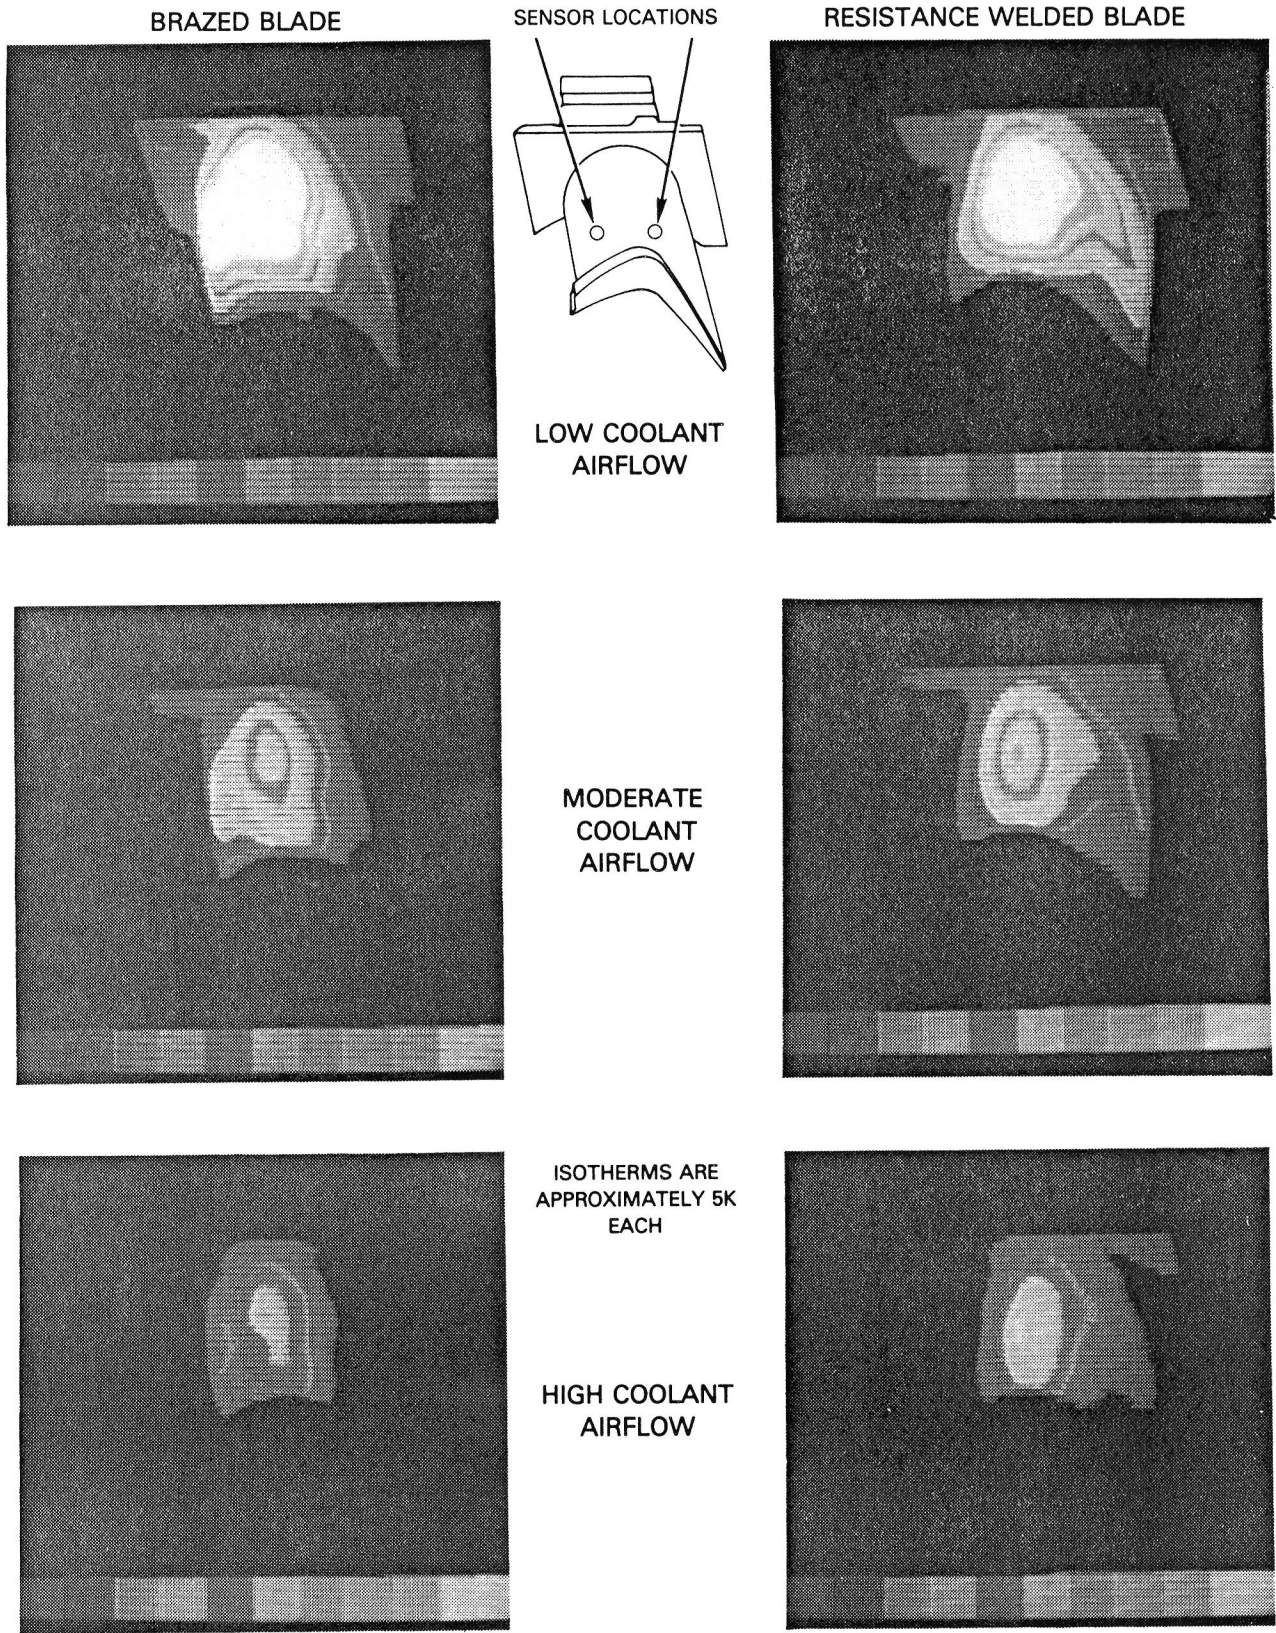 BRAZED BLADE
SENSOR LOCATIONS
RESISTANCE WELDED BLADE
LOW COOLANT
AIRFLOW
MODERATE
COOLANT
AIRFLOW
ISOTHERMS ARE
APPROXIMATELY 5K
EACH
HIGH COOLANT
AIRFLOW